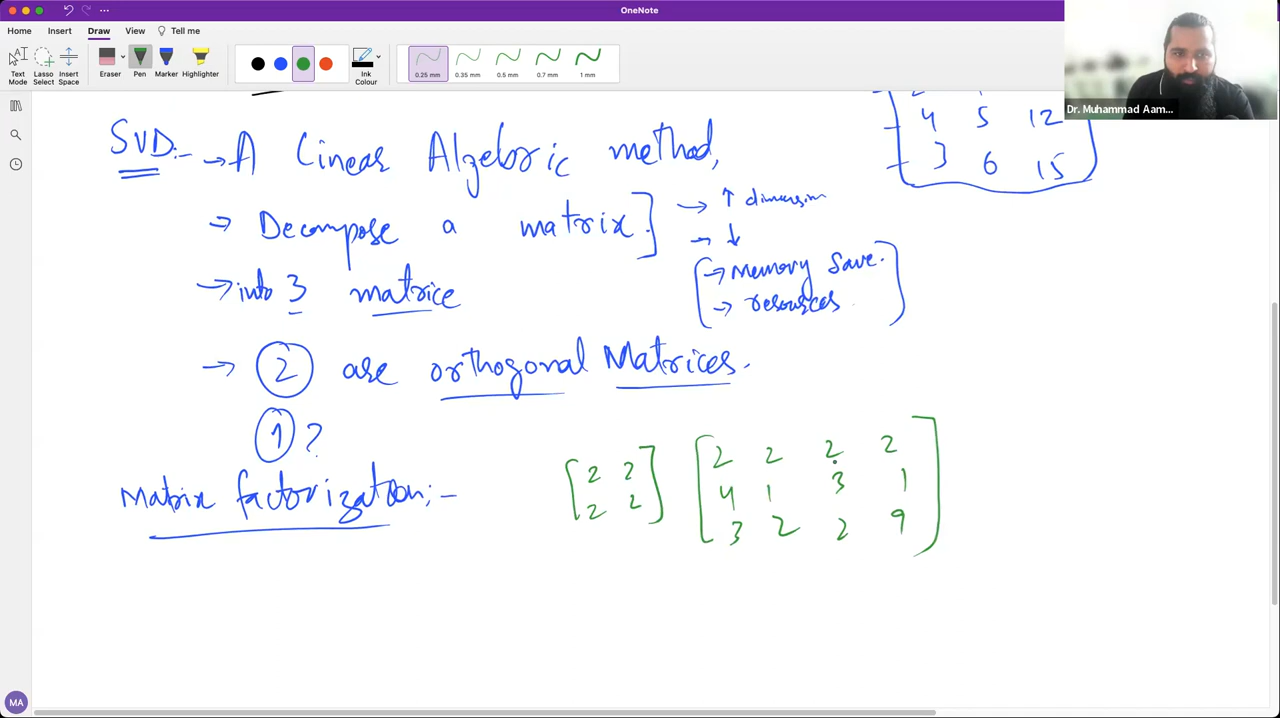 OneNote
Home Insert Draw View Tell me
Text Mode
Lasso Select
Insert Space
Eraser
Pen
Marker
Highlighter
Ink Colour
0.25 mm
0.35 mm
0.5 mm
0.7 mm
1 mm
Dr. Muhammad Aam...
4 5 12
3 6 15
SVD:- → A Linear Algebric method,
→ Decompose a matrix.] → ↑ dimension
→ ↓
→ into 3 matrice
→ Memory Save.
→ resources
→ 2 are orthogonal Matrices.
1 ?
Matrix factorization:-
2 2
2 2
2 2 2 2
4 1 3 1
3 2 2 9
MA